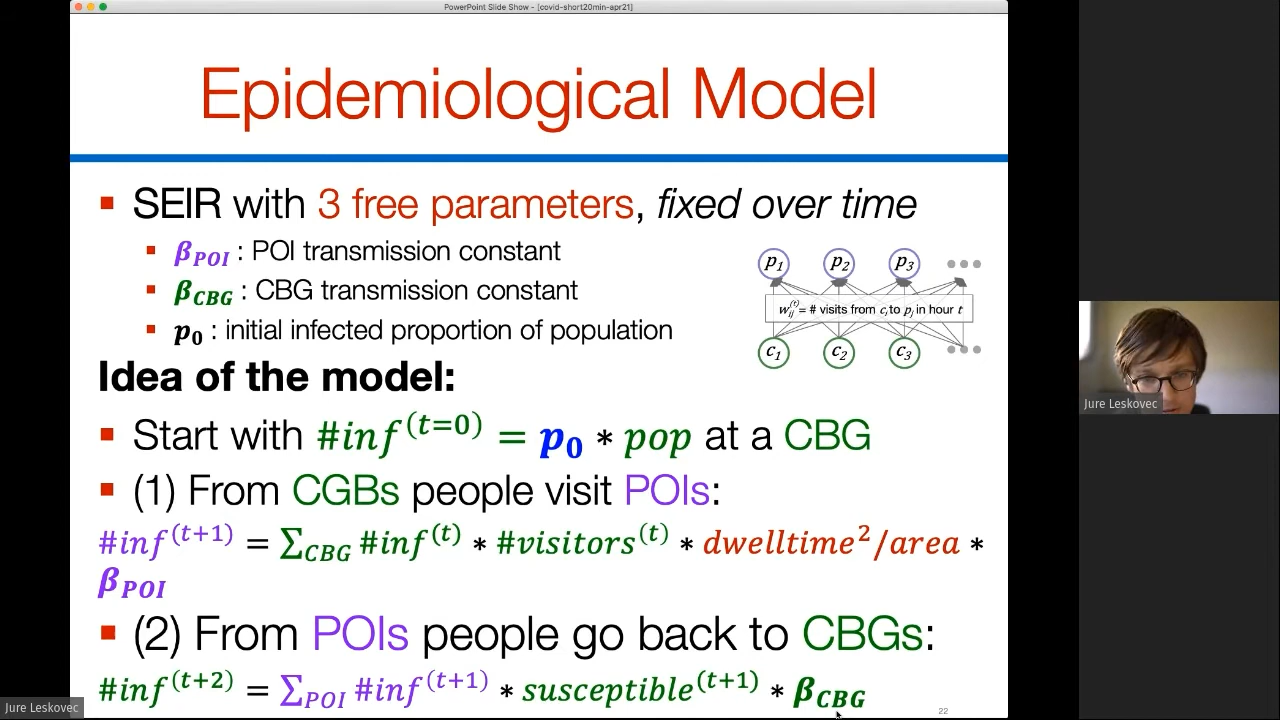 PowerPoint Slide Show - [covid-short20min-apr21]
Epidemiological Model
▪ SEIR with 3 free parameters, fixed over time
▪ β_POI : POI transmission constant
▪ β_CBG : CBG transmission constant
▪ p₀ : initial infected proportion of population
p₁ p₂ p₃ •••
w_ij^(t) = # visits from c_i to p_j in hour t
c₁ c₂ c₃ •••
Idea of the model:
▪ Start with #inf^(t=0) = p₀ * pop at a CBG
▪ (1) From CGBs people visit POIs:
#inf^(t+1) = Σ_CBG #inf^(t) * #visitors^(t) * dwelltime²/area *
β_POI
▪ (2) From POIs people go back to CBGs:
#inf^(t+2) = Σ_POI #inf^(t+1) * susceptible^(t+1) * β_CBG
22
Jure Leskovec
Jure Leskovec